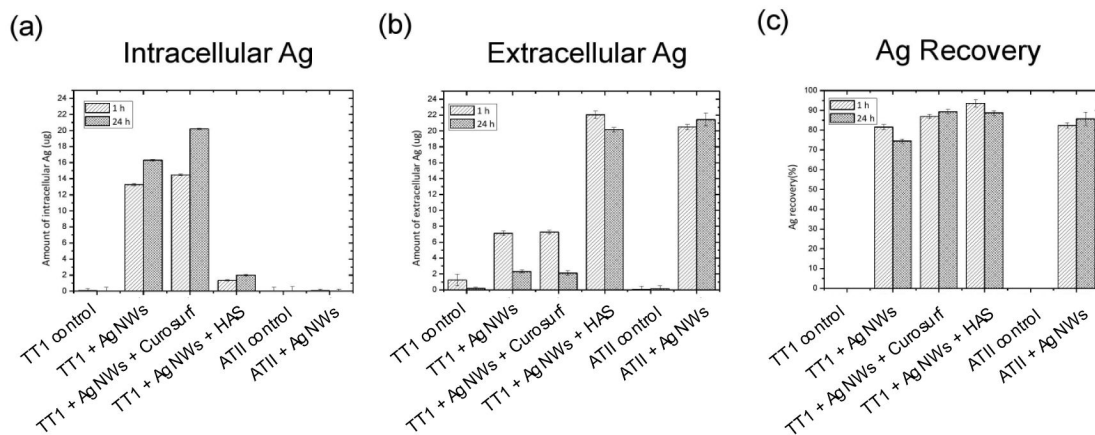 (a)
Intracellular Ag
1 h
24 h
Amount of intracellular Ag (ug)
24
22
20
18
16
14
12
10
8
6
4
2
0
TT1 control
TT1 + Ag NWs
TT1 + Ag NWs + Curosurf
TT1 + Ag NWs + HAS
ATII control
ATII + Ag NWs
(b)
Extracellular Ag
1 h
24 h
Amount of extracellular Ag (ug)
24
22
20
18
16
14
12
10
8
6
4
2
0
TT1 control
TT1 + Ag NWs
TT1 + Ag NWs + Curosurf
TT1 + Ag NWs + HAS
ATII control
ATII + Ag NWs
(c)
Ag Recovery
1 h
24 h
Ag recovery(%)
100
90
80
70
60
50
40
30
20
10
0
TT1 control
TT1 + Ag NWs
TT1 + Ag NWs + Curosurf
TT1 + Ag NWs + HAS
ATII control
ATII + Ag NWs